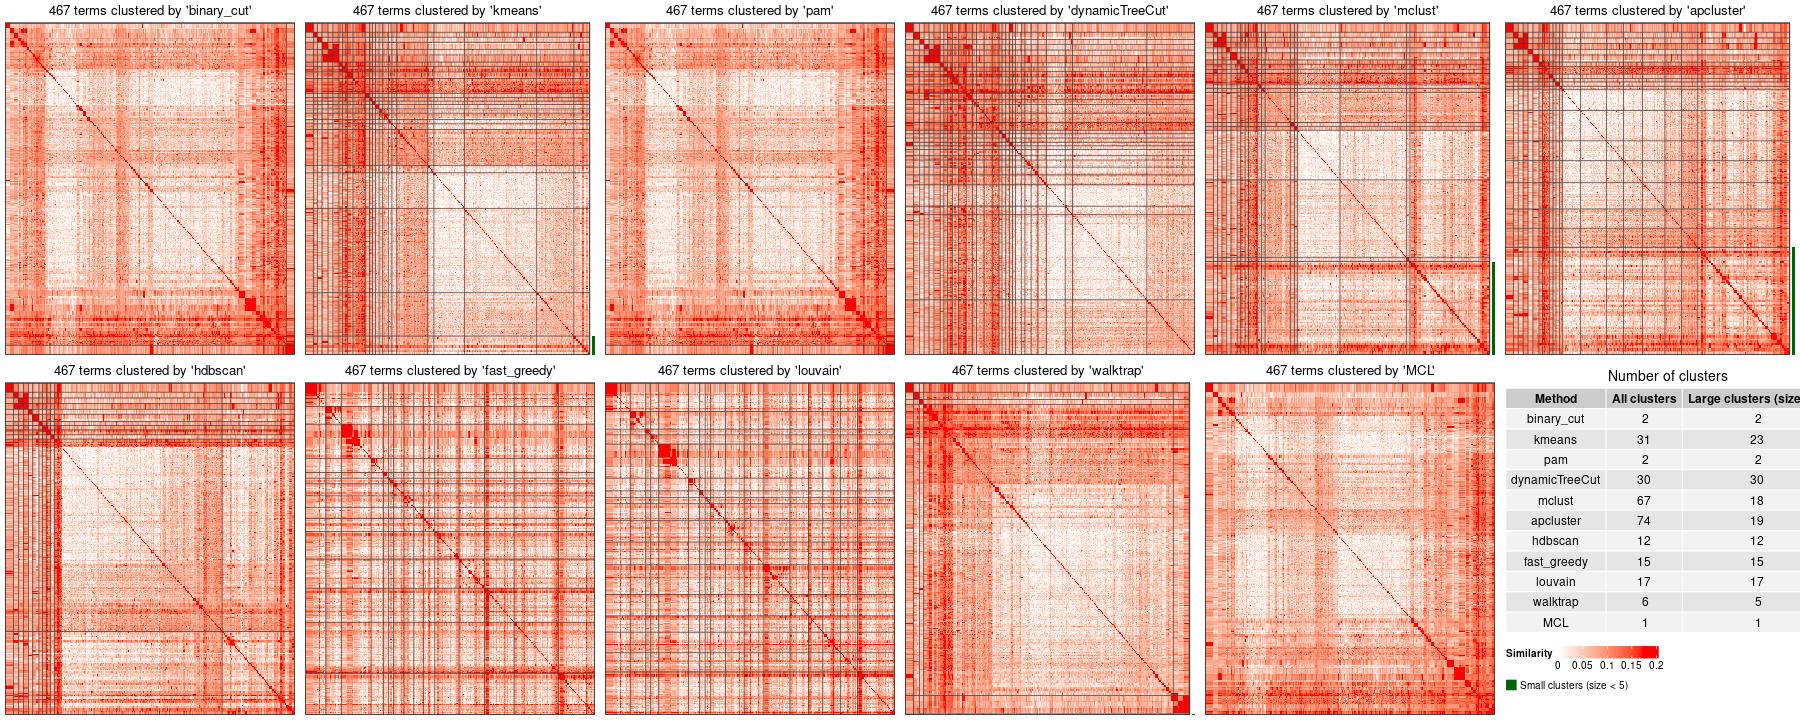 467 terms clustered by 'binary_cut'
467 terms clustered by 'kmeans'
467 terms clustered by 'pam'
467 terms clustered by 'dynamicTreeCut'
467 terms clustered by 'mclust'
467 terms clustered by 'apcluster'
467 terms clustered by 'hdbscan'
467 terms clustered by 'fast_greedy'
467 terms clustered by 'louvain'
467 terms clustered by 'walktrap'
467 terms clustered by 'MCL'
Number of clusters
Method All clusters Large clusters (size
binary_cut 2 2
kmeans 31 23
pam 2 2
dynamicTreeCut 30 30
mclust 67 18
apcluster 74 19
hdbscan 12 12
fast_greedy 15 15
louvain 17 17
walktrap 6 5
MCL 1 1
Similarity
0 0.05 0.1 0.15 0.2
Small clusters (size < 5)